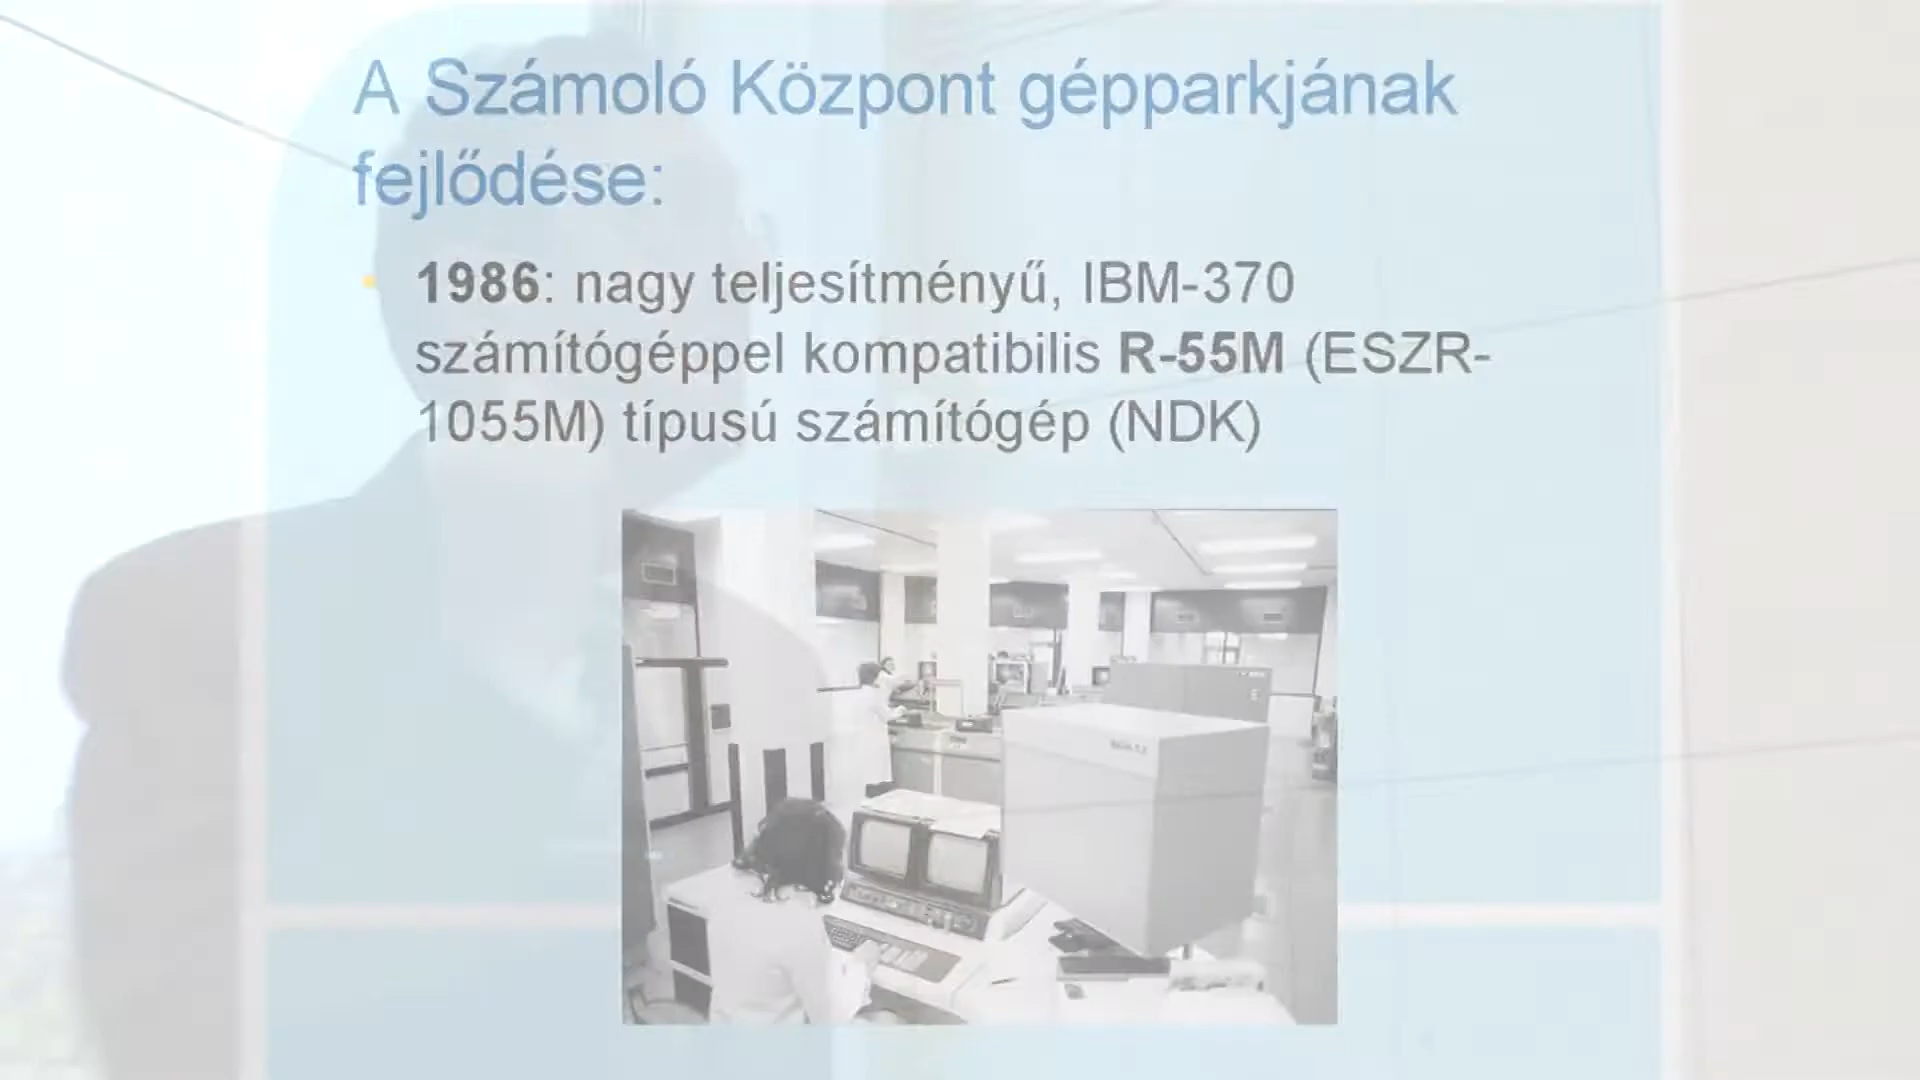 A Számoló Központ gépparkjának
fejlődése:
1986: nagy teljesítményű, IBM-370
számítógéppel kompatibilis R-55M (ESZR-
1055M) típusú számítógép (NDK)